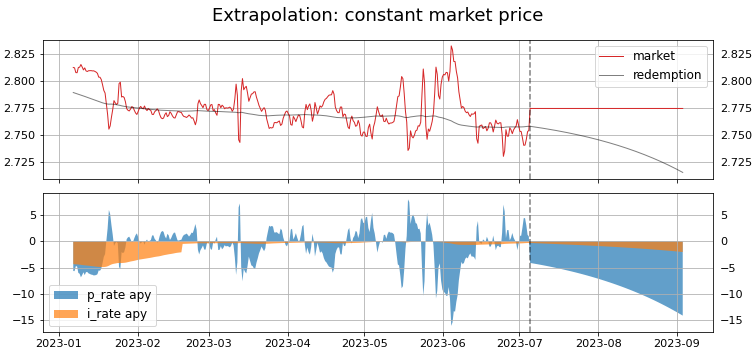 Extrapolation: constant market price
2.825 2.825
2.800 2.800
2.775 2.775
2.750 2.750
2.725 2.725
market
redemption
5 5
0 0
−5 −5
−10 −10
−15 −15
p_rate apy
i_rate apy
2023-01 2023-02 2023-03 2023-04 2023-05 2023-06 2023-07 2023-08 2023-09